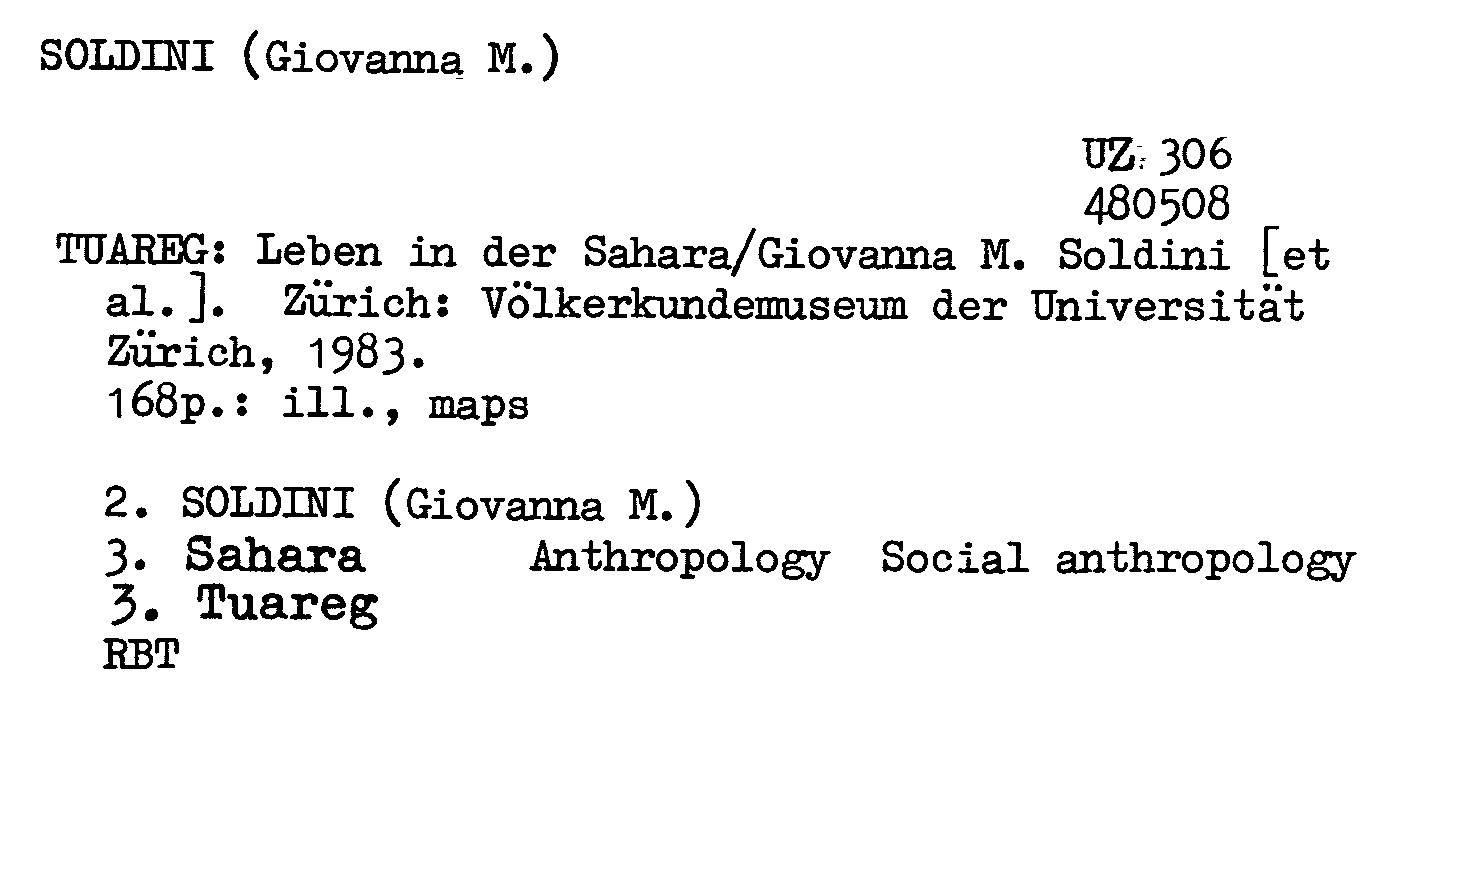 SOLDINI (Giovanna M.)
UZ 306
480508
TUAREG: Leben in der Sahara/Giovanna M. Soldini [et
al.]. Zürich: Völkerkundemuseum der Universität
Zürich, 1983.
168p.: ill., maps
2. SOLDINI (Giovanna M.)
3. Sahara Anthropology Social anthropology
3. Tuareg
RBT